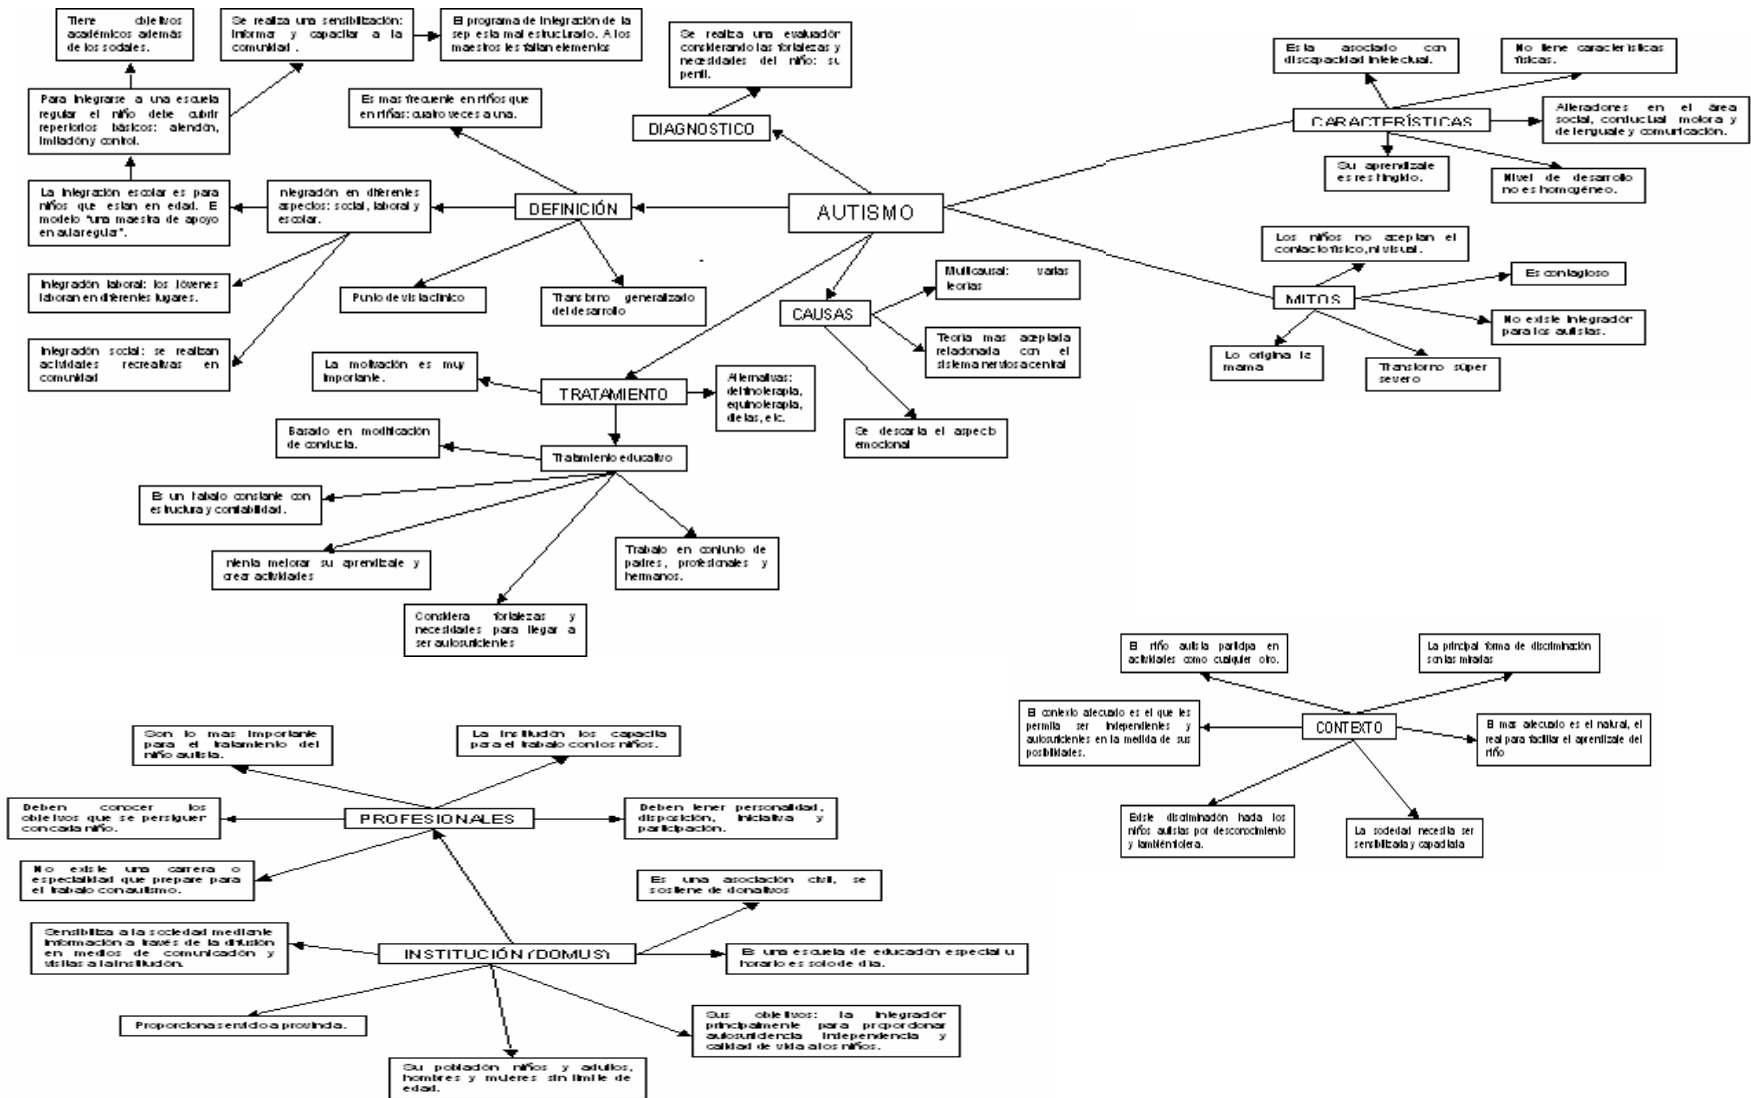 Tiene objetivos
académicos además
de los sociales.
Se realiza una sensibilización:
informar y capacitar a la
comunidad .
El programa de integración de la
sep esta mal estructurado. A los
maestros les faltan elementos
Se realiza una evaluación
considerando las fortalezas y
necesidades del niño: su
perfil.
Esta asociado con
discapacidad intelectual.
No tiene características
físicas.
Para integrarse a una escuela
regular el niño debe cubrir
repertorios básicos: atención,
imitación y control.
Es mas frecuente en niños que
en niñas: cuatro veces a una.
DIAGNOSTICO
CARACTERÍSTICAS
Alteraciones en el área
social, conductual motora y
de lenguaje y comunicación.
Su aprendizaje
es restringido.
Nivel de desarrollo
no es homogéneo.
La integración escolar es para
niños que estan en edad. E
modelo "una maestra de apoyo
en aula regular".
ntegración en diferentes
aspectos: social, laboral y
escolar.
DEFINICIÓN
AUTISMO
Los niños no aceptan el
contacto físico, ni visual.
Es contagioso
Integración laboral: los jóvenes
laboran en diferentes lugares.
Punto de vista clínico
Transtorno generalizado
del desarrollo
Multicausal: varias
teorías
CAUSAS
MITOS
No existe integración
para los autistas.
Integración social: se realizan
actividades recreativas en
comunidad
La motivación es muy
importante.
Teoría mas aceptada
relacionada con el
sistema nervioso central
Lo origina la
mama
Transtorno súper
severo
TRATAMIENTO
Alternativas:
delfinoterapia,
equinoterapia,
dietas, etc.
Basado en modificación
de conducta.
Tratamiento educativo
Se descarta el aspecto
emocional
Es un trabajo constante con
estructura y contabilidad.
ntenta mejorar su aprendizaje y
crear actividades
Trabajo en conjunto de
padres, profesionales y
hermanos.
Considera fortalezas y
necesidades para llegar a
ser autosuficientes
El niño autista participa en
actividades como cualquier otro.
La principal forma de discriminación
son las miradas
El contexto adecuado es el que les
permita ser independientes y
autosuficientes en la medida de sus
posibilidades.
CONTEXTO
El mas adecuado es el natural, el
real para facilitar el aprendizaje del
niño
Existe discriminación hacia los
niños autistas por desconocimiento
y también
La sociedad necesita ser
sensibilizada y capacitada
Son lo mas importante
para el tratamiento del
niño autista.
La institución los capacita
para el trabajo con los niños.
Deben conocer los
objetivos que se persiguen
con cada niño.
PROFESIONALES
Deben tener personalidad,
disposición, iniciativa y
participación.
No existe una carrera o
especialidad que prepare para
el trabajo con autismo.
Es una asociación civil, se
sostiene de donativos
Sensibiliza a la sociedad mediante
información a través de la difusión
en medios de comunicación y
visitas a la institución.
INSTITUCIÓN (DOMUS)
Es una escuela de educación especial u
horario es solo de día.
Proporciona servicio a provincia.
Sus objetivos: la integración
principalmente para proporcionar
autosuficiencia independencia y
calidad de vida a los niños.
Su población niños y adultos,
hombres y mujeres sin limite de
edad.